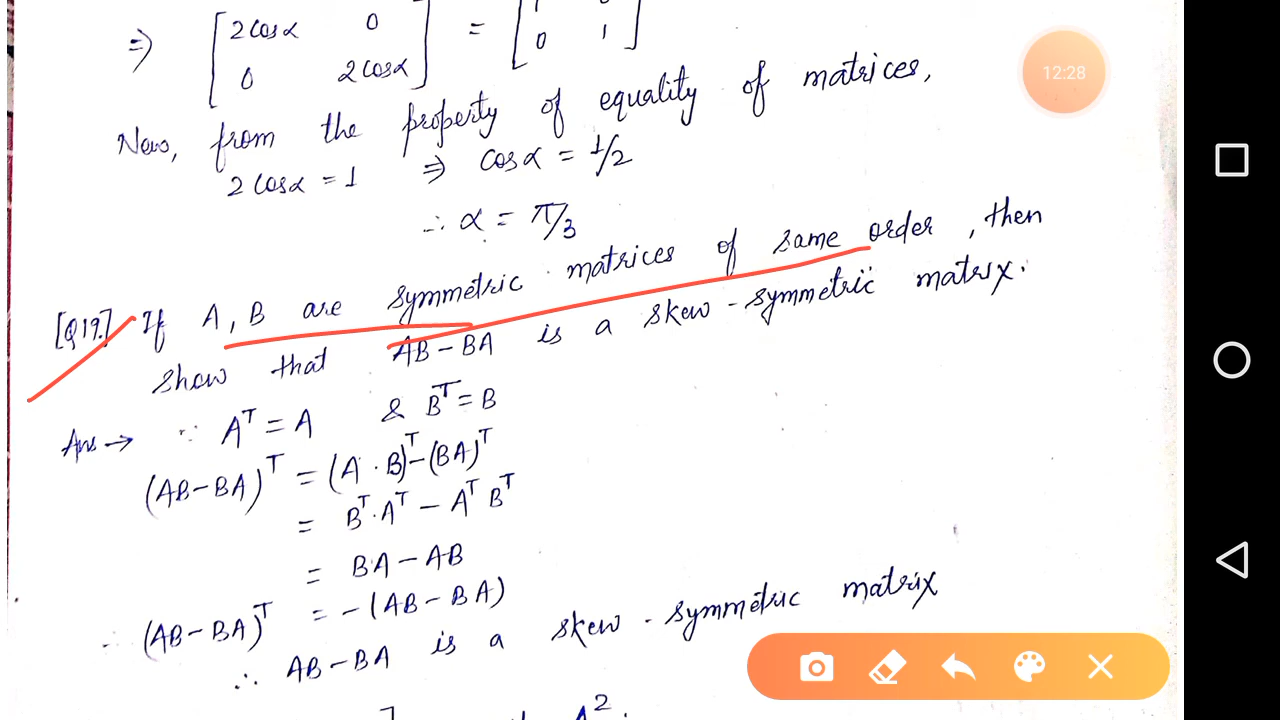 ⇒ [2cosα 0 = [
0 2cosα] 0 1]
Now, from the property of equality of matrices,
2cosα = 1 ⇒ cosα = 1/2
∴ α = π/3
[Q19.] If A, B are symmetric matrices of same order, then
show that AB-BA is a skew-symmetric matrix.
Ans → ∵ A^T = A & B^T = B
(AB-BA)^T = (A·B)^T-(BA)^T
= B^T·A^T - A^T B^T
= BA-AB
∴ (AB-BA)^T = -(AB-BA)
∴ AB-BA is a skew-symmetric matrix
A²
12:28